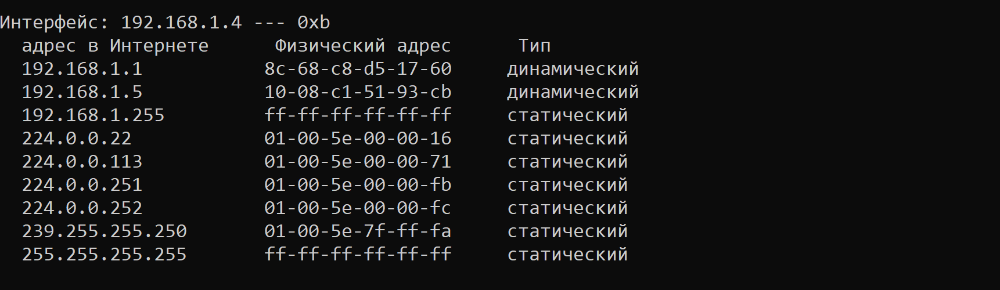 Интерфейс: 192.168.1.4 --- 0xb
адрес в Интернете Физический адрес Тип
192.168.1.1 8c-68-c8-d5-17-60 динамический
192.168.1.5 10-08-c1-51-93-cb динамический
192.168.1.255 ff-ff-ff-ff-ff-ff статический
224.0.0.22 01-00-5e-00-00-16 статический
224.0.0.113 01-00-5e-00-00-71 статический
224.0.0.251 01-00-5e-00-00-fb статический
224.0.0.252 01-00-5e-00-00-fc статический
239.255.255.250 01-00-5e-7f-ff-fa статический
255.255.255.255 ff-ff-ff-ff-ff-ff статический